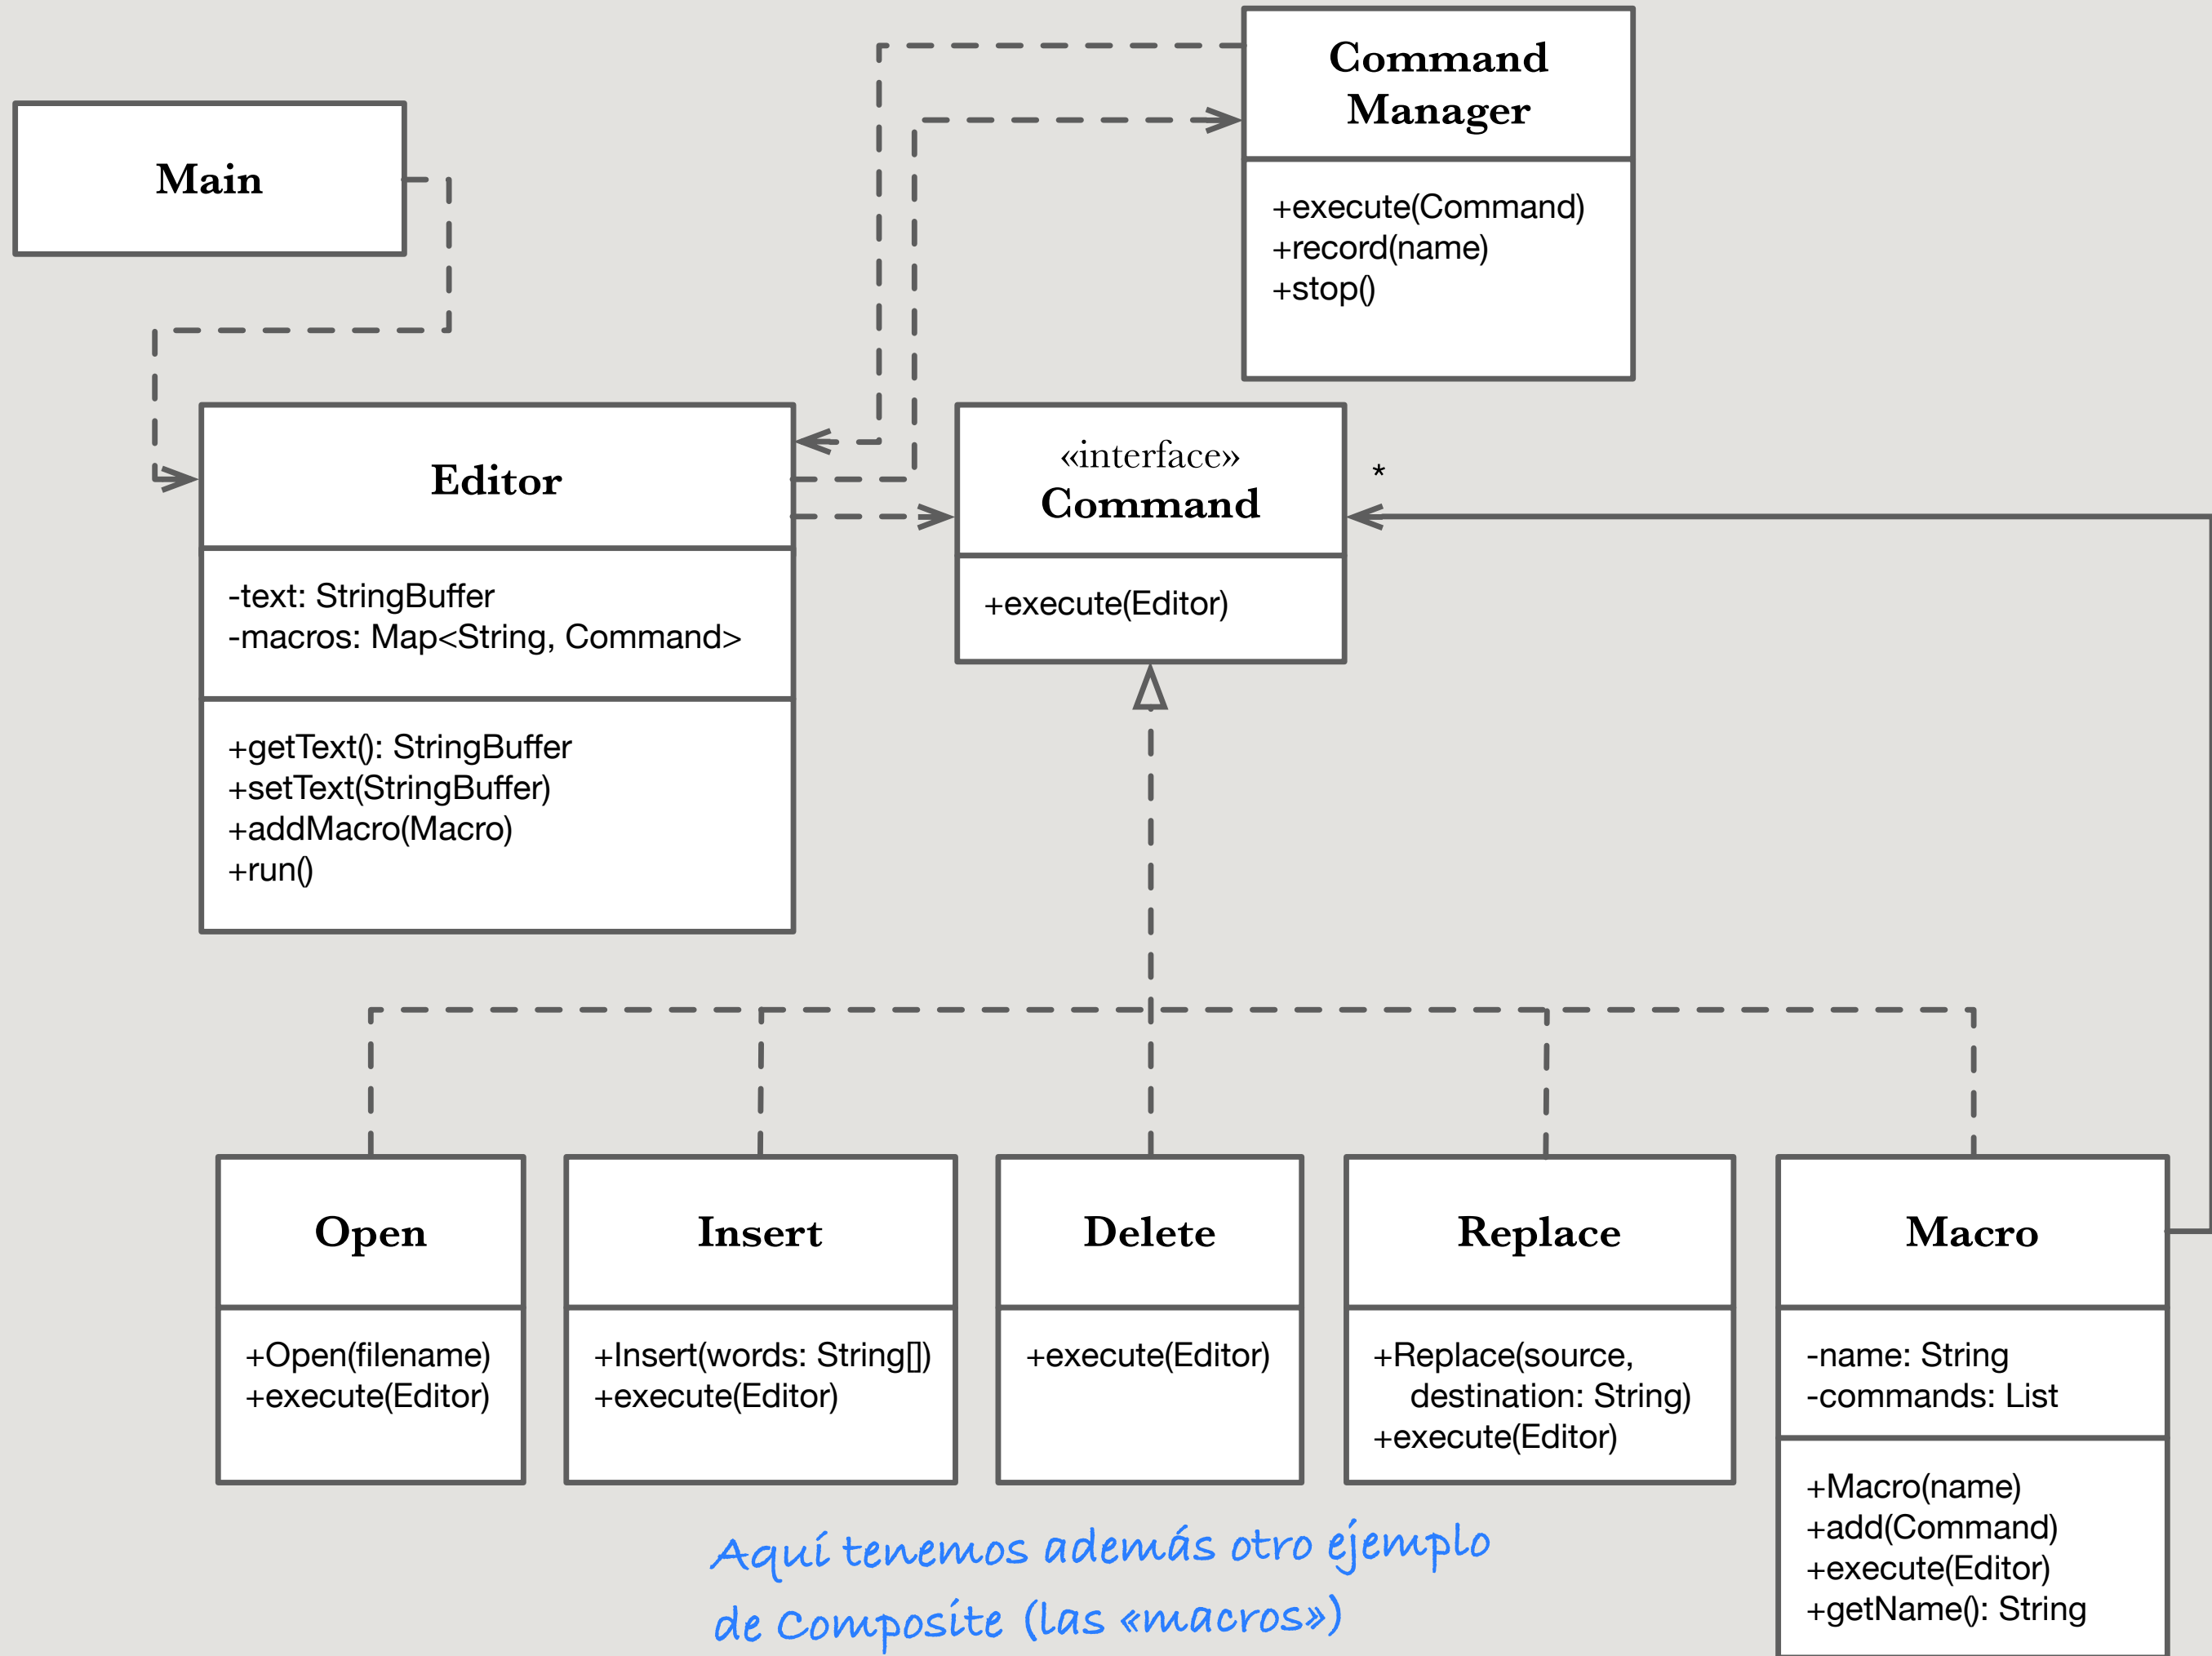 Command
Manager
+execute(Command)
+record(name)
+stop()
Main
Editor
-text: StringBuffer
-macros: Map<String, Command>
+getText(): StringBuffer
+setText(StringBuffer)
+addMacro(Macro)
+run()
«interface»
Command
+execute(Editor)
*
Open
+Open(filename)
+execute(Editor)
Insert
+Insert(words: String[])
+execute(Editor)
Delete
+execute(Editor)
Replace
+Replace(source,
destination: String)
+execute(Editor)
Macro
-name: String
-commands: List
+Macro(name)
+add(Command)
+execute(Editor)
+getName(): String
Aquí tenemos además otro ejemplo
de Composite (las «macros»)